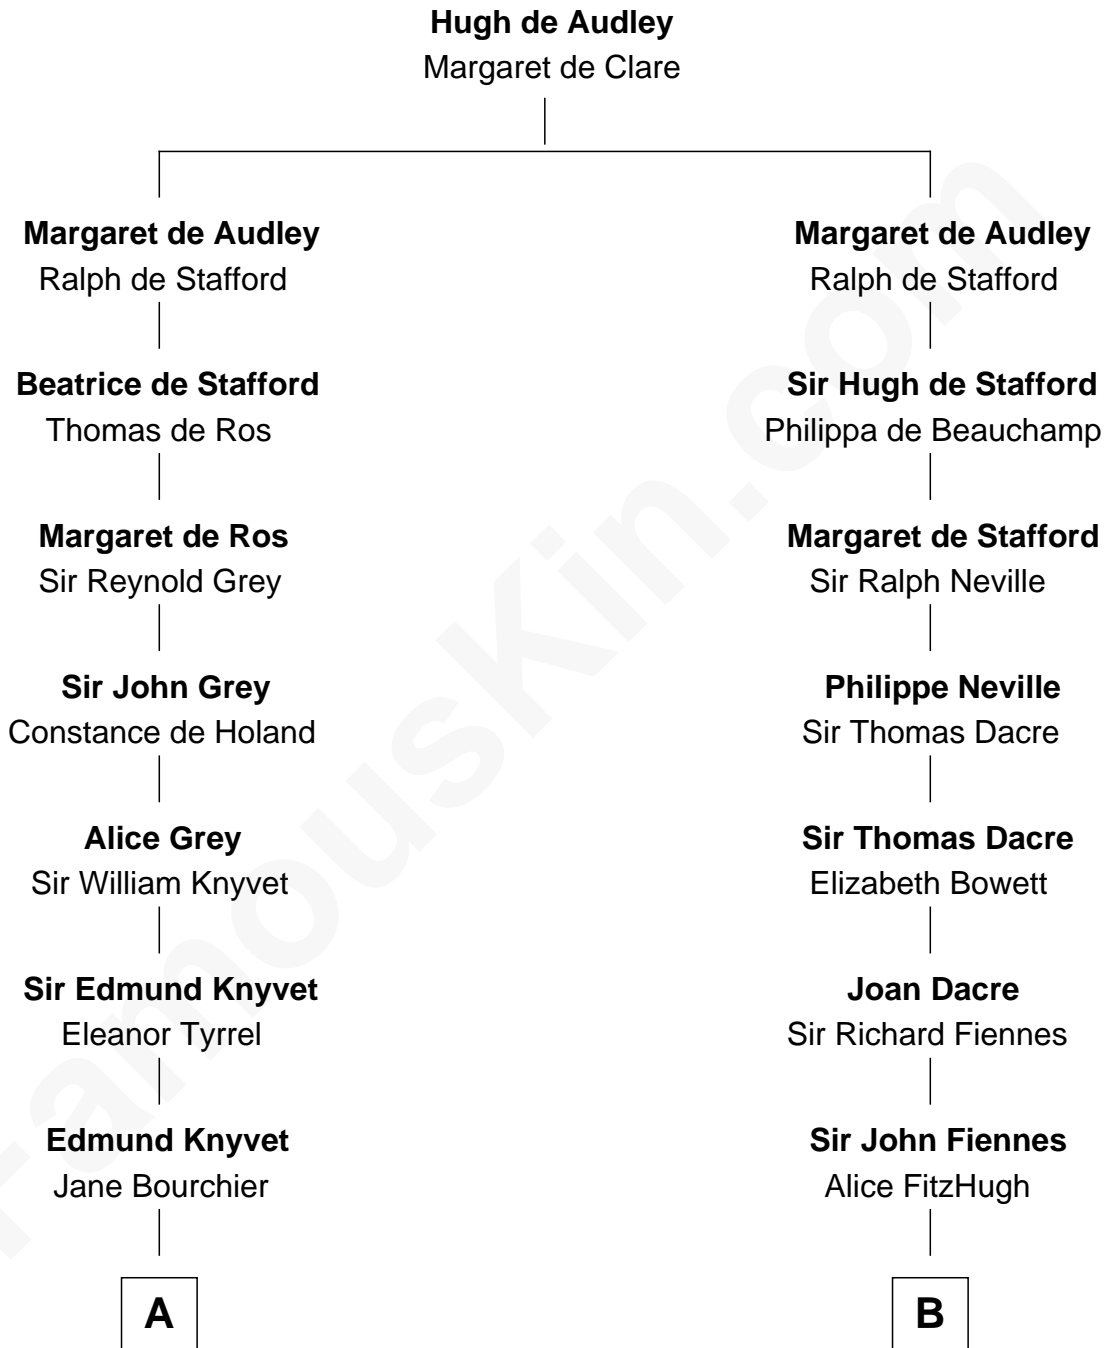 Hugh de Audley
Margaret de Clare
Margaret de Audley
Ralph de Stafford
Beatrice de Stafford
Thomas de Ros
Margaret de Ros
Sir Reynold Grey
Sir John Grey
Constance de Holand
Alice Grey
Sir William Knyvet
Sir Edmund Knyvet
Eleanor Tyrrel
Edmund Knyvet
Jane Bourchier
A
Margaret de Audley
Ralph de Stafford
Sir Hugh de Stafford
Philippa de Beauchamp
Margaret de Stafford
Sir Ralph Neville
Philippe Neville
Sir Thomas Dacre
Sir Thomas Dacre
Elizabeth Bowett
Joan Dacre
Sir Richard Fiennes
Sir John Fiennes
Alice FitzHugh
B
FamousKin.com